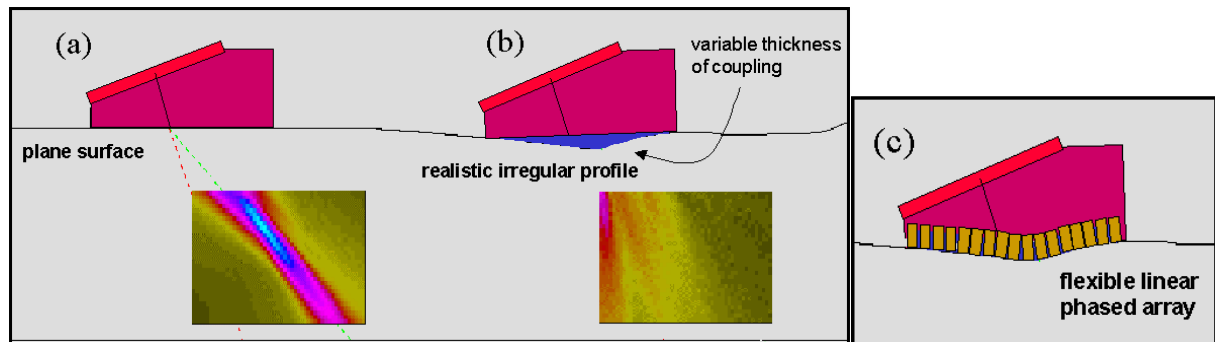 (a)
plane surface
(b)
variable thickness
of coupling
realistic irregular profile
(c)
flexible linear
phased array